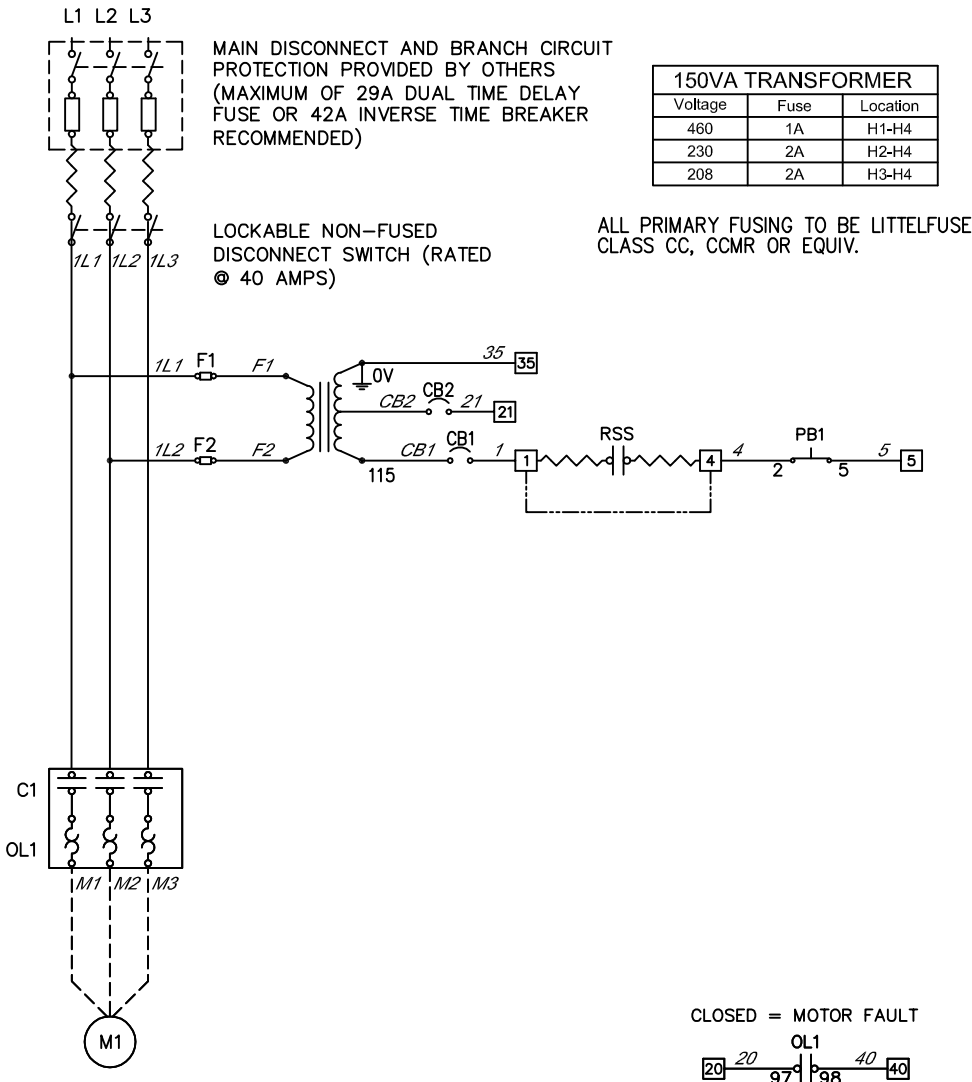 L1 L2 L3
MAIN DISCONNECT AND BRANCH CIRCUIT
PROTECTION PROVIDED BY OTHERS
(MAXIMUM OF 29A DUAL TIME DELAY
FUSE OR 42A INVERSE TIME BREAKER
RECOMMENDED)
150VA TRANSFORMER
Voltage Fuse Location
460 1A H1-H4
230 2A H2-H4
208 2A H3-H4
ALL PRIMARY FUSING TO BE LITTELFUSE
CLASS CC, CCMR OR EQUIV.
LOCKABLE NON-FUSED
DISCONNECT SWITCH (RATED
@ 40 AMPS)
1L1 1L2 1L3
1L1 F1 F1
35 35
0V
CB2 CB2 21 21
1L2 F2 F2
115
CB1 CB1 1 1
RSS
4 4
PB1
2 5
5 5
C1
OL1
M1 M2 M3
M1
CLOSED = MOTOR FAULT
OL1
20 20 97 98 40 40